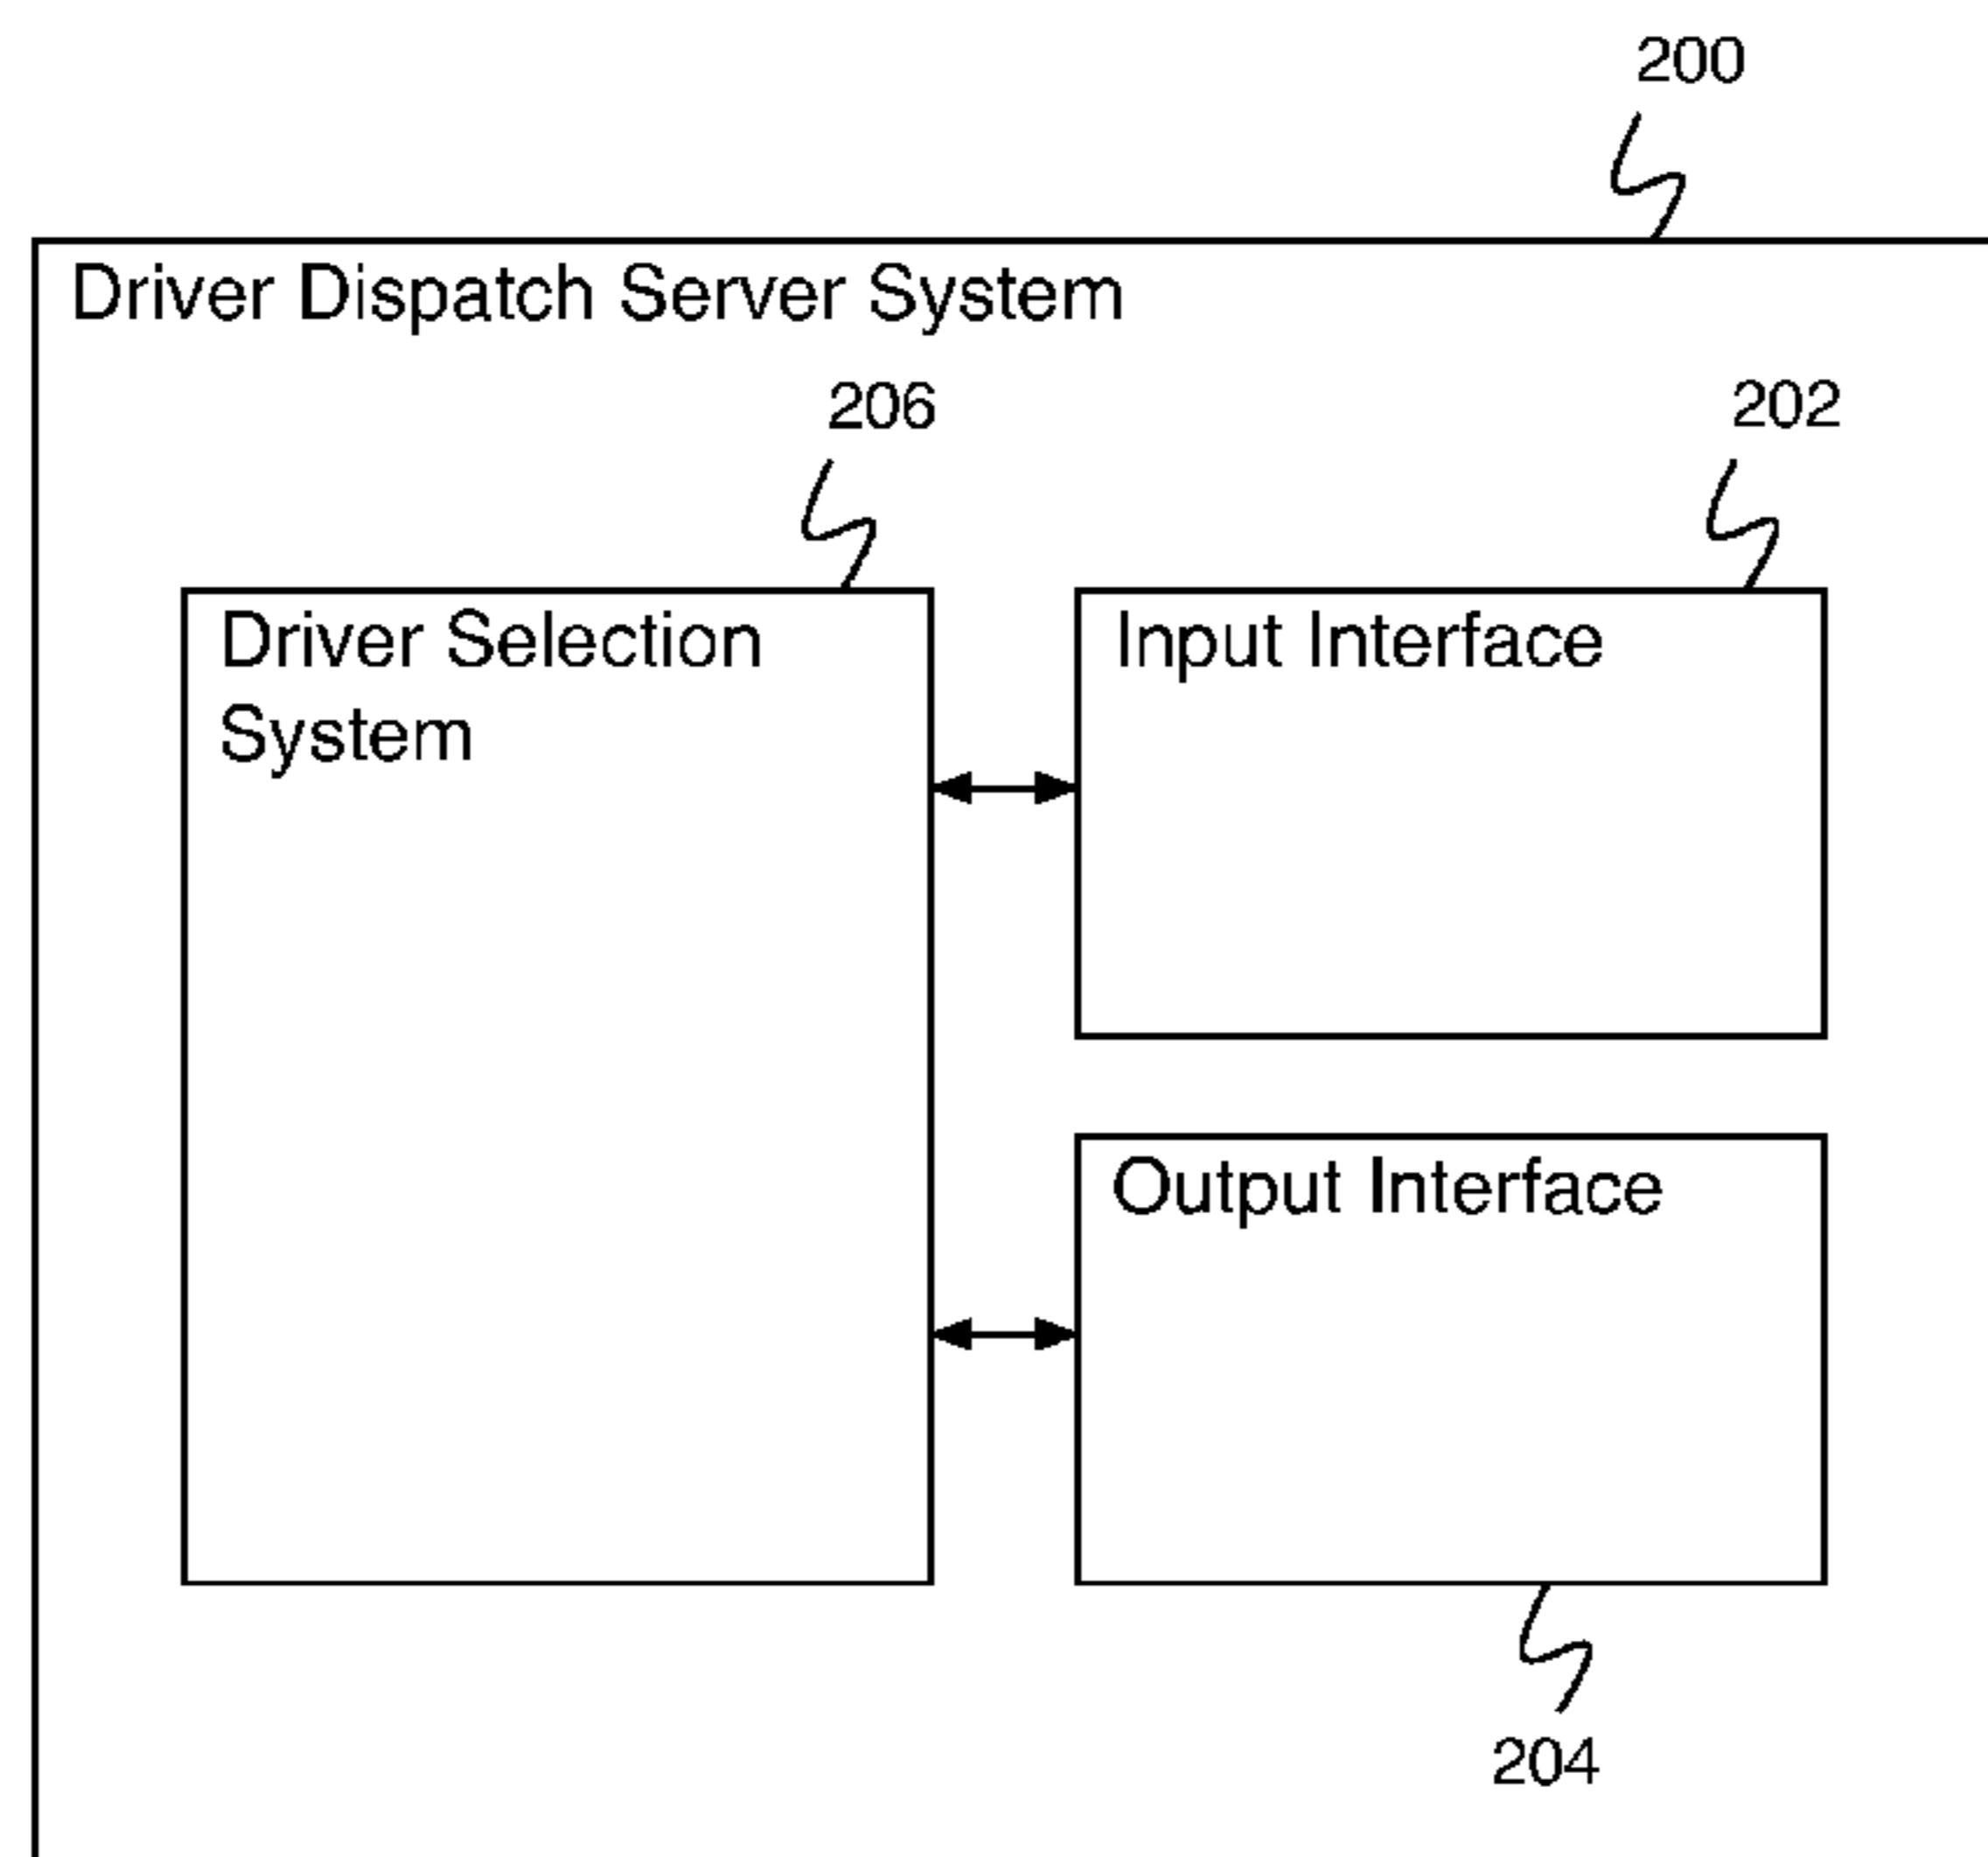 200
Driver Dispatch Server System
206
202
Driver Selection
System
Input Interface
Output Interface
204